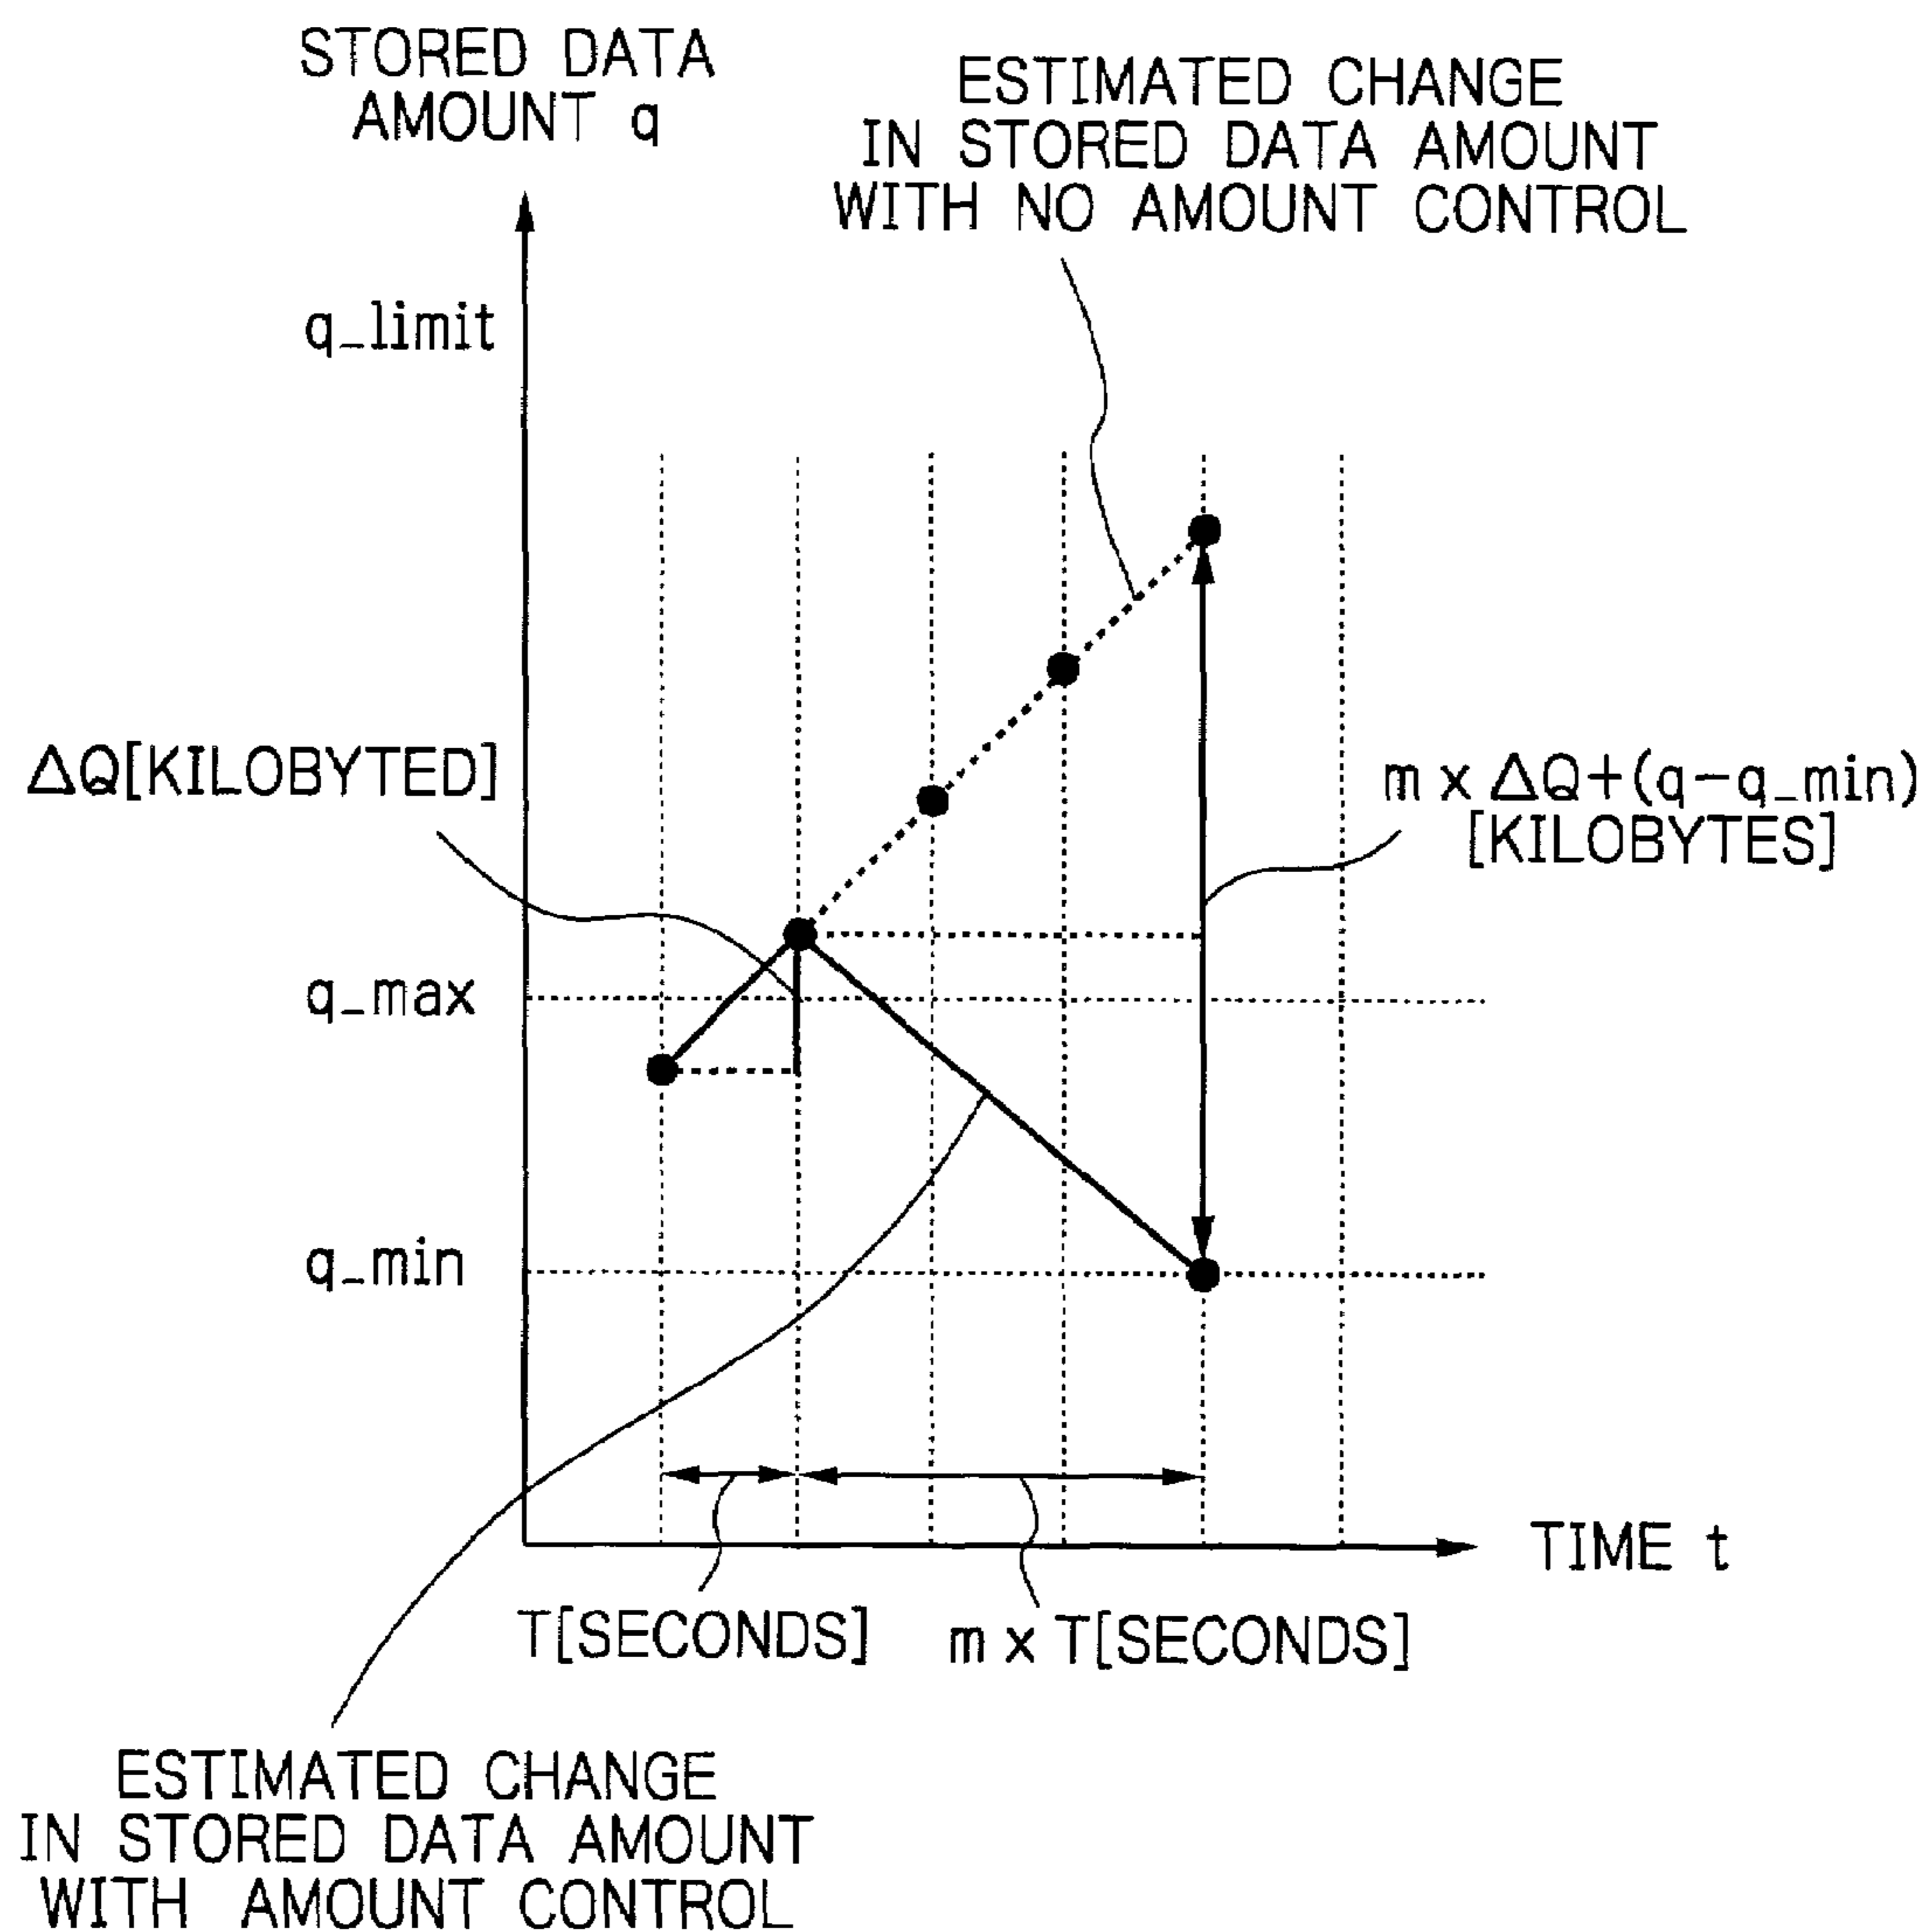 STORED DATA
AMOUNT q
ESTIMATED CHANGE
IN STORED DATA AMOUNT
WITH NO AMOUNT CONTROL
q_limit
ΔQ[KILOBYTED]
m x ΔQ+(q-q_min)
[KILOBYTES]
q_max
q_min
TIME t
T[SECONDS]
m x T[SECONDS]
ESTIMATED CHANGE
IN STORED DATA AMOUNT
WITH AMOUNT CONTROL